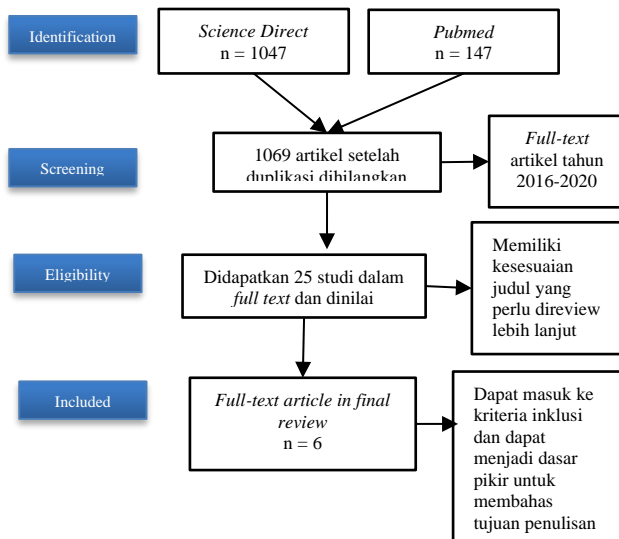 Identification
Science Direct
n = 1047
Pubmed
n = 147
Screening
1069 artikel setelah
duplikasi dihilangkan
Full-text
artikel tahun
2016-2020
Eligibility
Didapatkan 25 studi dalam
full text dan dinilai
Memiliki
kesesuaian
judul yang
perlu direview
lebih lanjut
Included
Full-text article in final
review
n = 6
Dapat masuk ke
kriteria inklusi
dan dapat
menjadi dasar
pikir untuk
membahas
tujuan penulisan